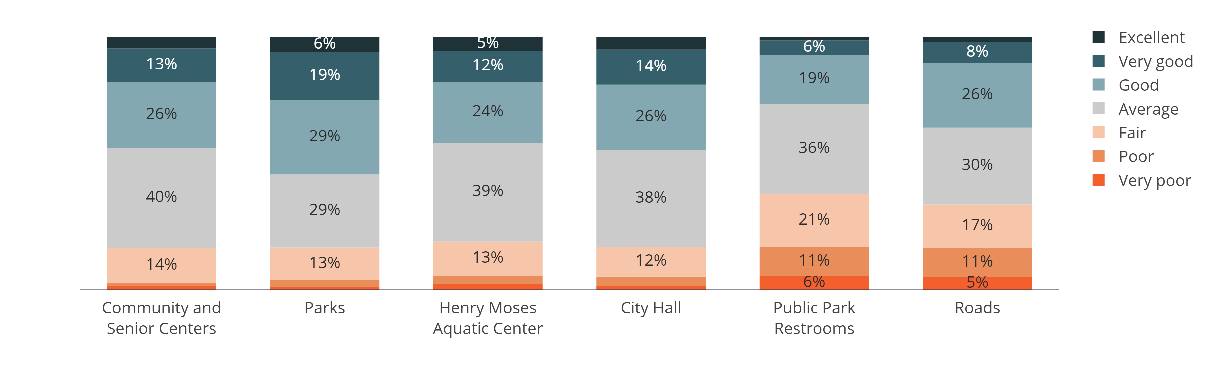 6%
5%
13%
19%
12%
14%
6%
8%
26%
29%
24%
26%
19%
26%
40%
29%
39%
38%
36%
30%
14%
13%
13%
12%
21%
17%
11%
11%
6%
5%
Community and
Senior Centers
Parks
Henry Moses
Aquatic Center
City Hall
Public Park
Restrooms
Roads
Excellent
Very good
Good
Average
Fair
Poor
Very poor